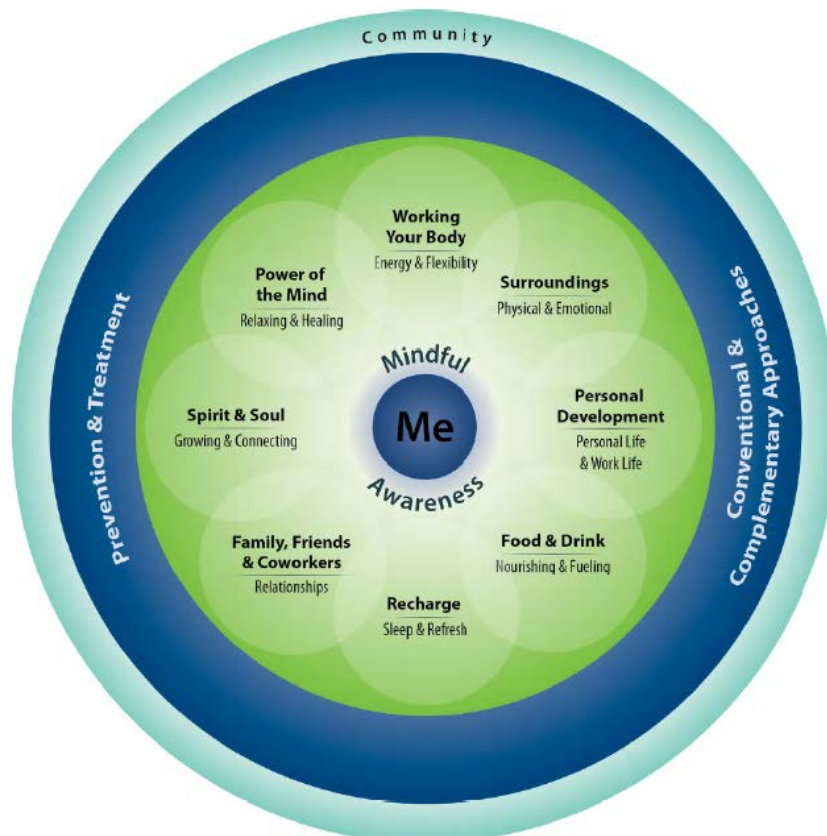 Community
Prevention & Treatment
Conventional &
Complementary Approaches
Working
Your Body
Energy & Flexibility
Surroundings
Physical & Emotional
Personal
Development
Personal Life
& Work Life
Food & Drink
Nourishing & Fueling
Recharge
Sleep & Refresh
Family, Friends
& Coworkers
Relationships
Spirit & Soul
Growing & Connecting
Power of
the Mind
Relaxing & Healing
Mindful
Me
Awareness